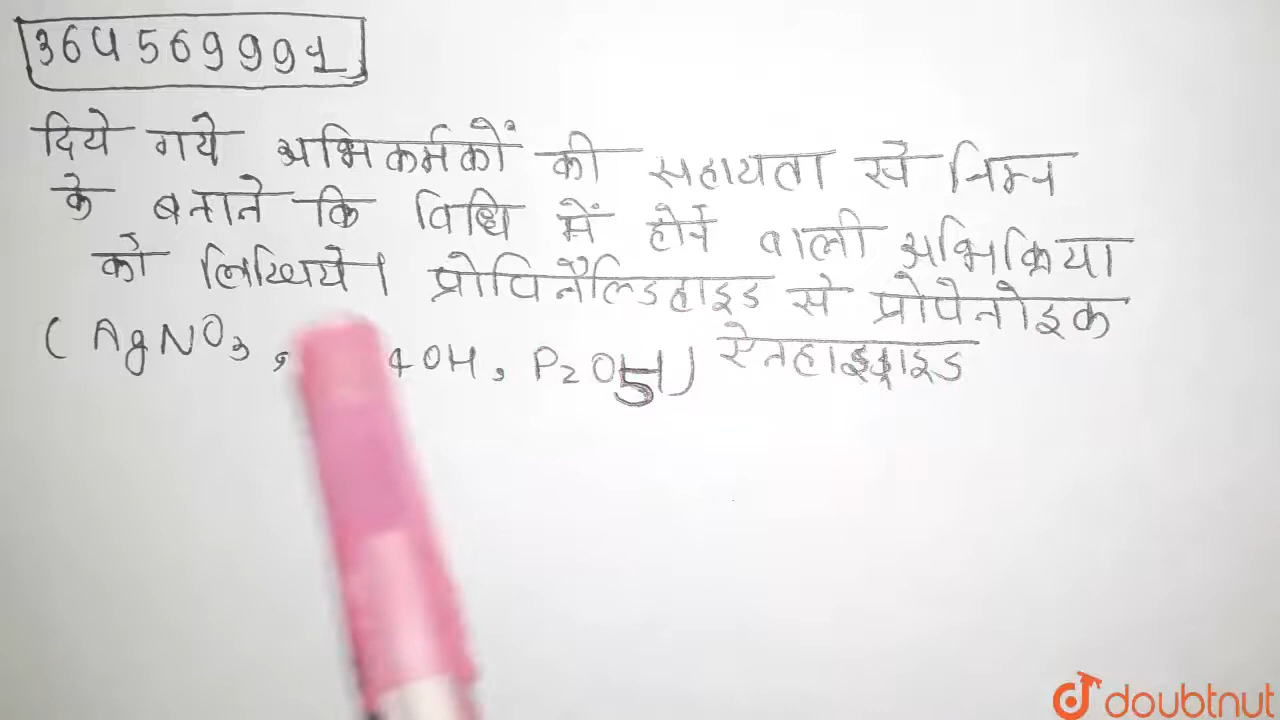 364569991
दिये गये अभिकर्मकों की सहायता से निम्न
के बनाने कि विधि में होने वाली अभिक्रिया
को लिखिये। प्रोपेनैल्डिहाइड से प्रोपेनोइक
(AgNO3, 4OH, P2O5) ऐनहाइड्राइड
doubtnut